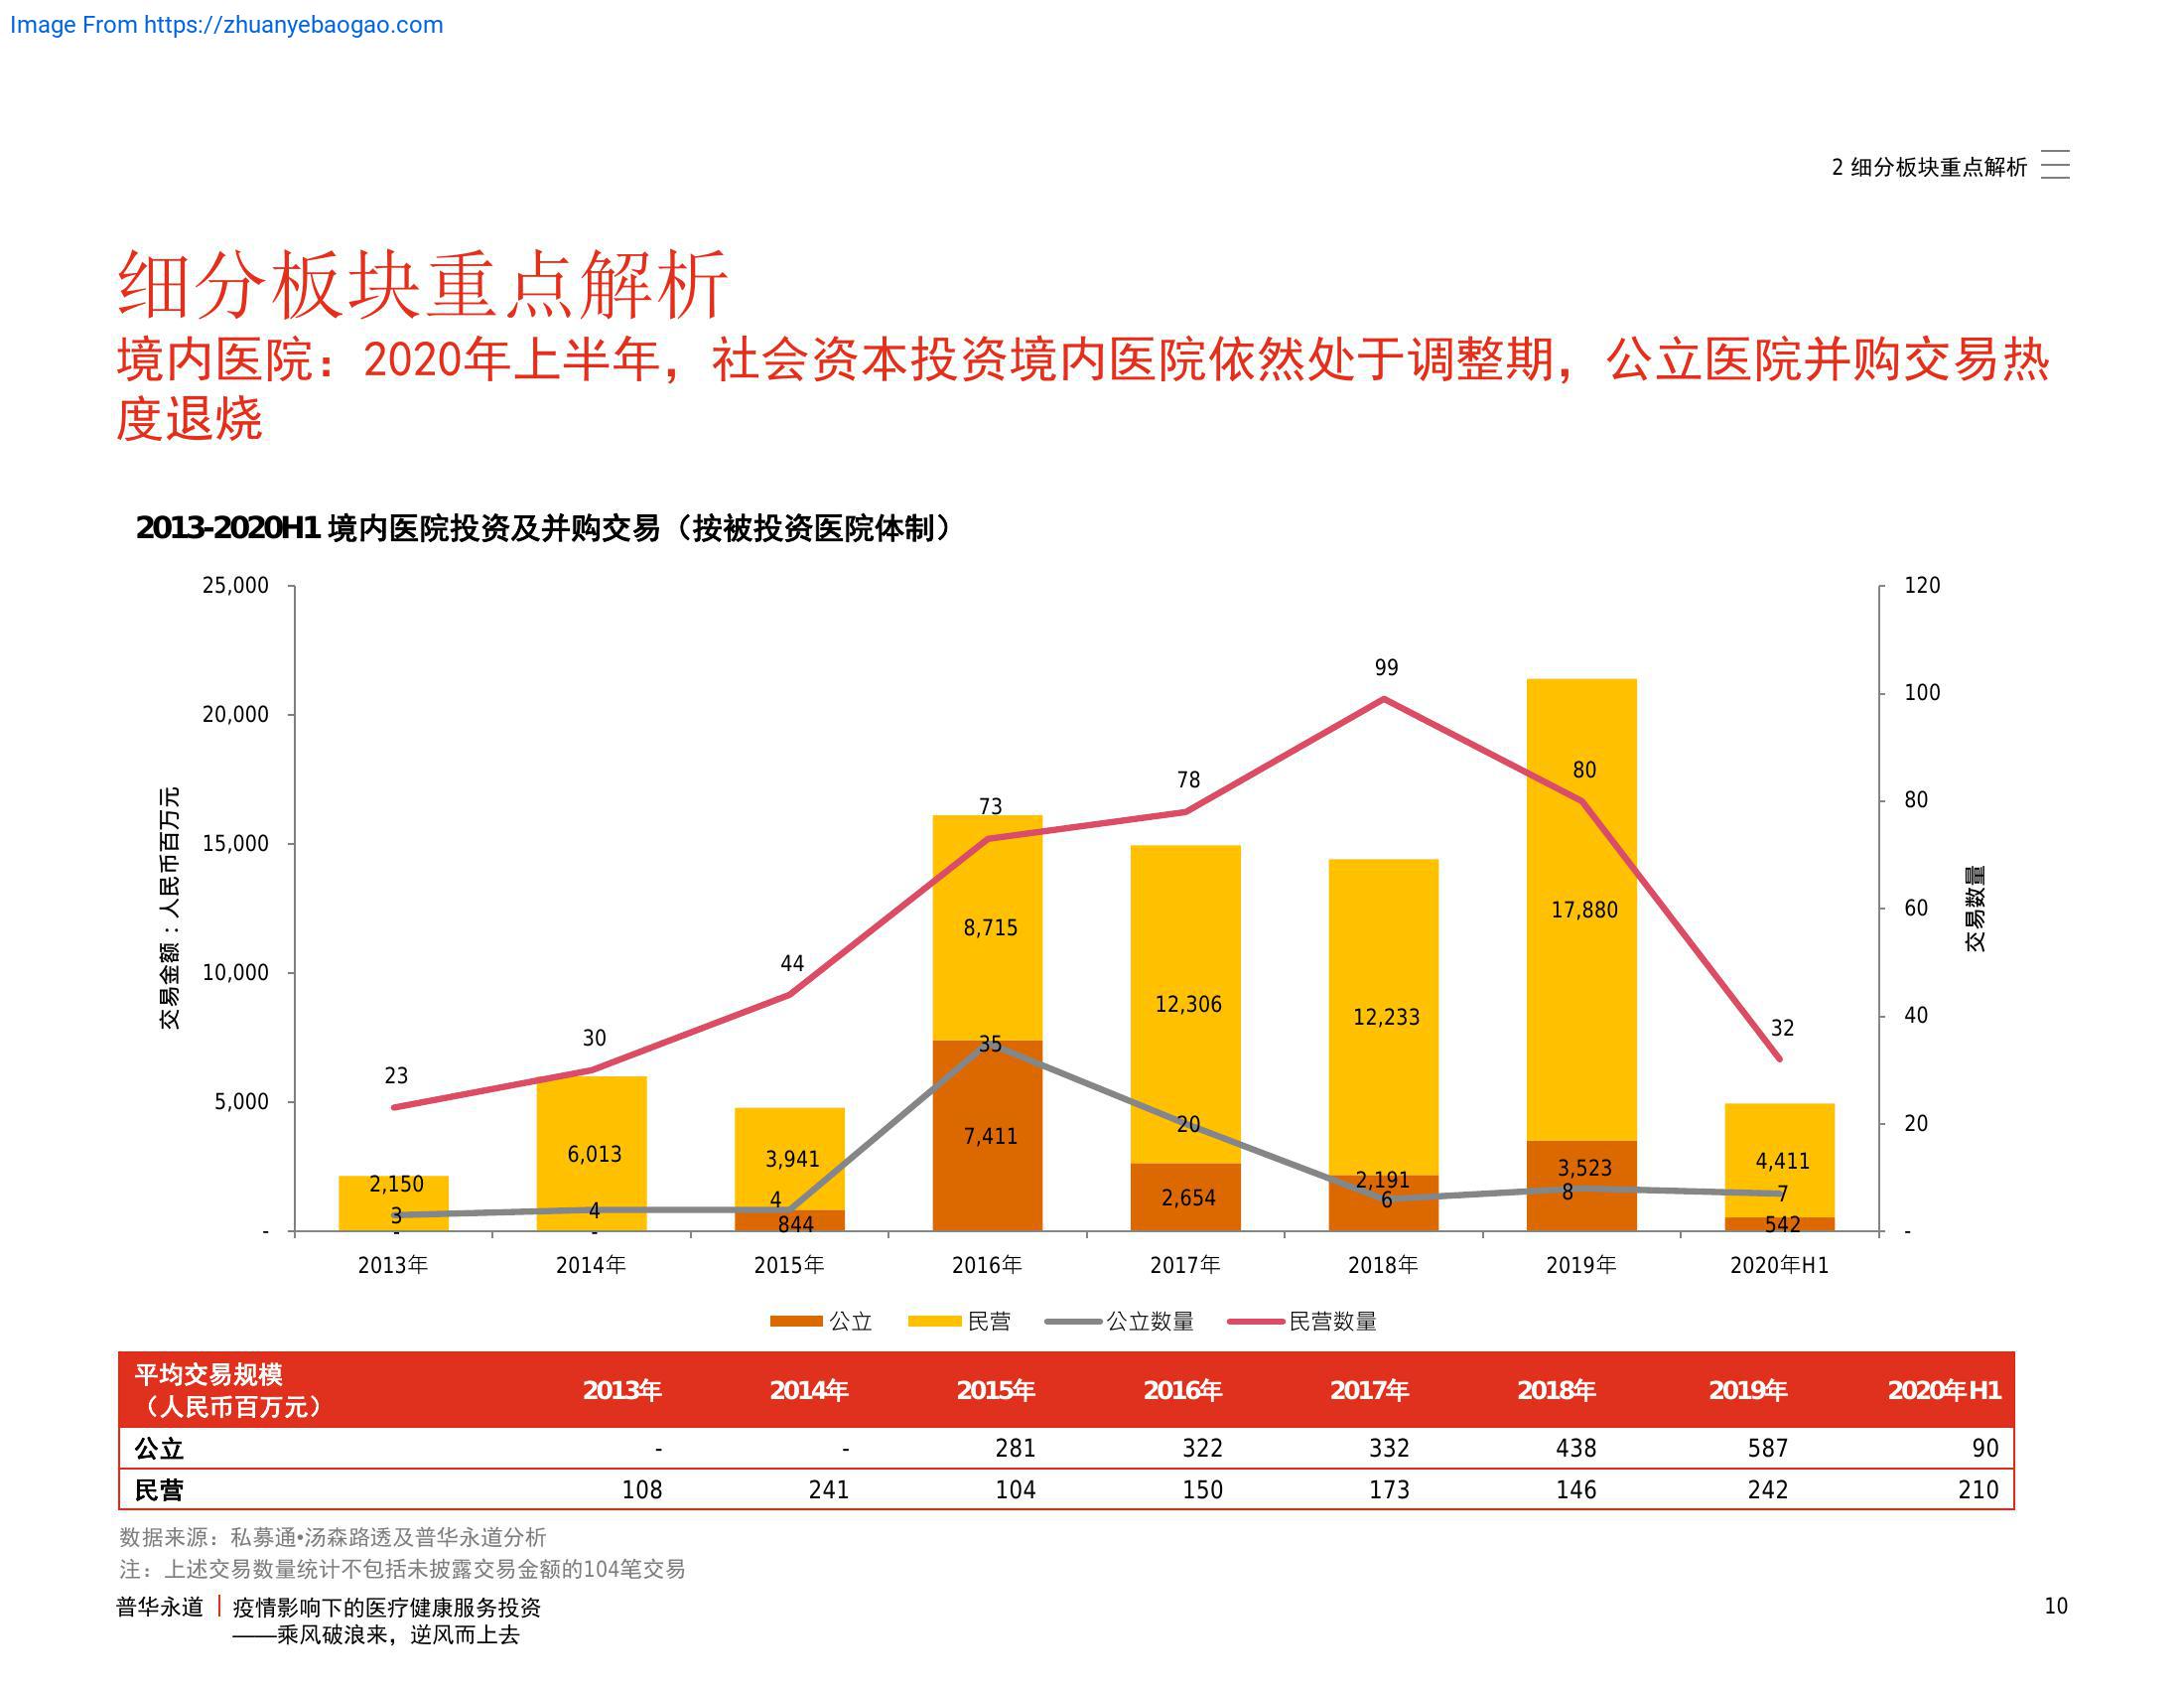 Image From https://zhuanyebaogao.com
2 细分板块重点解析
细分板块重点解析
境内医院：2020年上半年，社会资本投资境内医院依然处于调整期，公立医院并购交易热
度退烧
2013-2020H1 境内医院投资及并购交易（按被投资医院体制）
交易金额：人民币百万元
25,000
20,000
15,000
10,000
5,000
-
120
100
80
60
40
20
-
交易数量
23
30
44
73
78
99
80
32
2,150
6,013
3,941
8,715
12,306
12,233
17,880
4,411
3
4
4
35
20
6
8
7
-
-
844
7,411
2,654
2,191
3,523
542
2013年 2014年 2015年 2016年 2017年 2018年 2019年 2020年H1
公立 民营 公立数量 民营数量
平均交易规模
（人民币百万元） 2013年 2014年 2015年 2016年 2017年 2018年 2019年 2020年H1
公立 - - 281 322 332 438 587 90
民营 108 241 104 150 173 146 242 210
数据来源：私募通•汤森路透及普华永道分析
注：上述交易数量统计不包括未披露交易金额的104笔交易
普华永道 疫情影响下的医疗健康服务投资
——乘风破浪来，逆风而上去
10